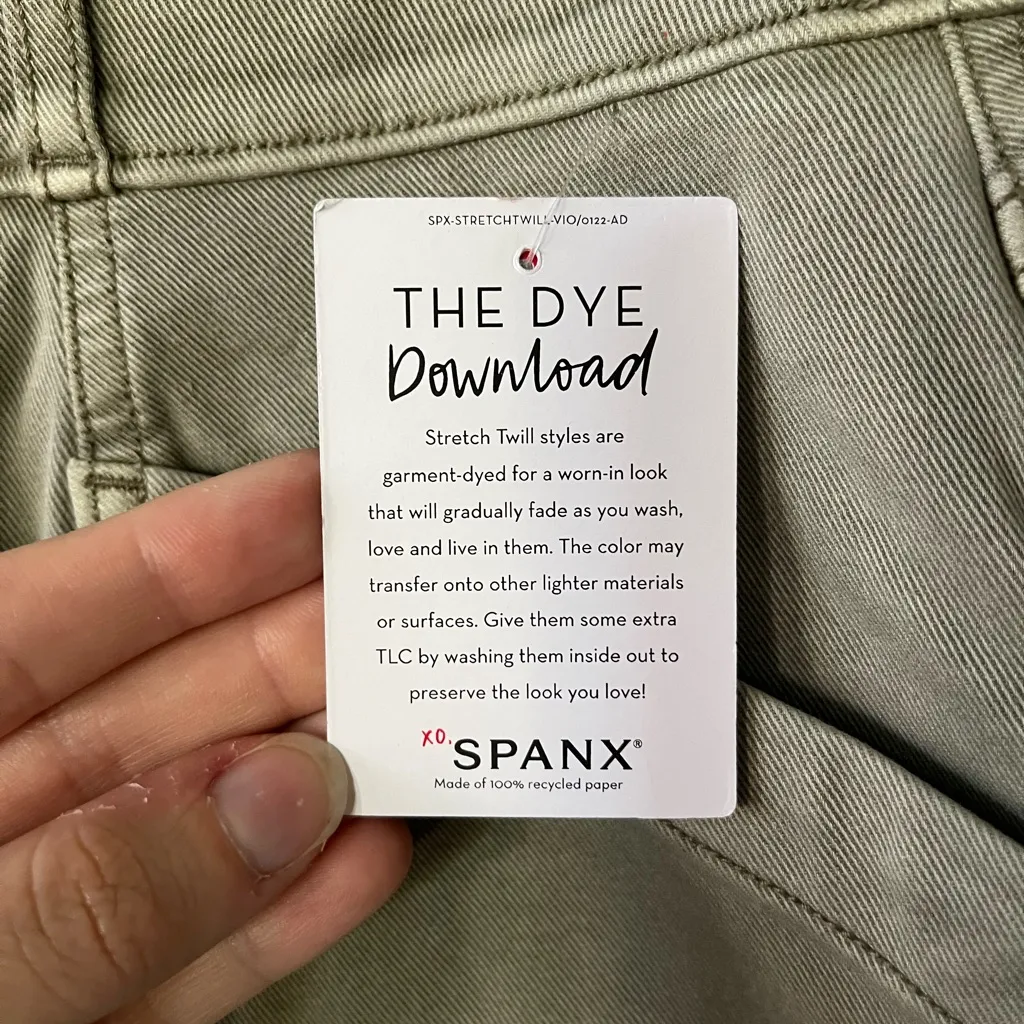 SPX-STRETCHTWILL-V10/0122-AD
THE DYE
Download
Stretch Twill styles are
garment-dyed for a worn-in look
that will gradually fade as you wash,
love and live in them. The color may
transfer onto other lighter materials
or surfaces. Give them some extra
TLC by washing them inside out to
preserve the look you love!
XO,
SPANX®
Made of 100% recycled paper